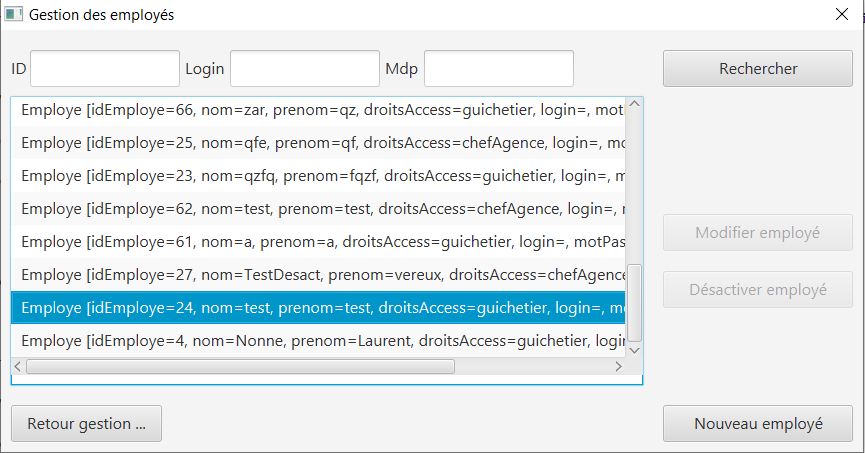 Gestion des employés
ID Login Mdp Rechercher
Employe [idEmploye=66, nom=zar, prenom=qz, droitsAccess=guichetier, login=, mot
Employe [idEmploye=25, nom=qfe, prenom=qf, droitsAccess=chefAgence, login=, mo
Employe [idEmploye=23, nom=qzfq, prenom=fqzf, droitsAccess=guichetier, login=, m
Employe [idEmploye=62, nom=test, prenom=test, droitsAccess=chefAgence, login=,
Employe [idEmploye=61, nom=a, prenom=a, droitsAccess=guichetier, login=, motPas
Modifier employé
Employe [idEmploye=27, nom=TestDesact, prenom=vereux, droitsAccess=chefAgence
Désactiver employé
Employe [idEmploye=24, nom=test, prenom=test, droitsAccess=guichetier, login=, mo
Employe [idEmploye=4, nom=Nonne, prenom=Laurent, droitsAccess=guichetier, login
Retour gestion ... Nouveau employé